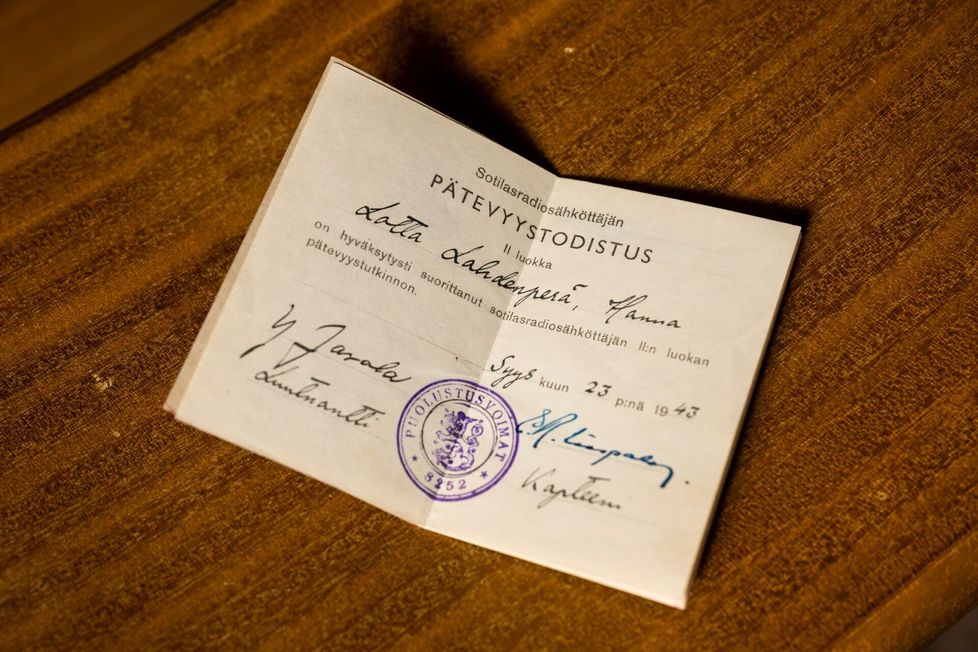 Sotilasradiosähköttäjän
PÄTEVYYSTODISTUS
II luokka
Lotta Lahdenperä, Hanna
on hyväksytysti suorittanut sotilasradiosähköttäjän II:n luokan
pätevyystutkinnon.
Syys kuun 23 p:nä 1943
Y
Luutnantti
Kapteeni
PUOLUSTUSVOIMAT
8252